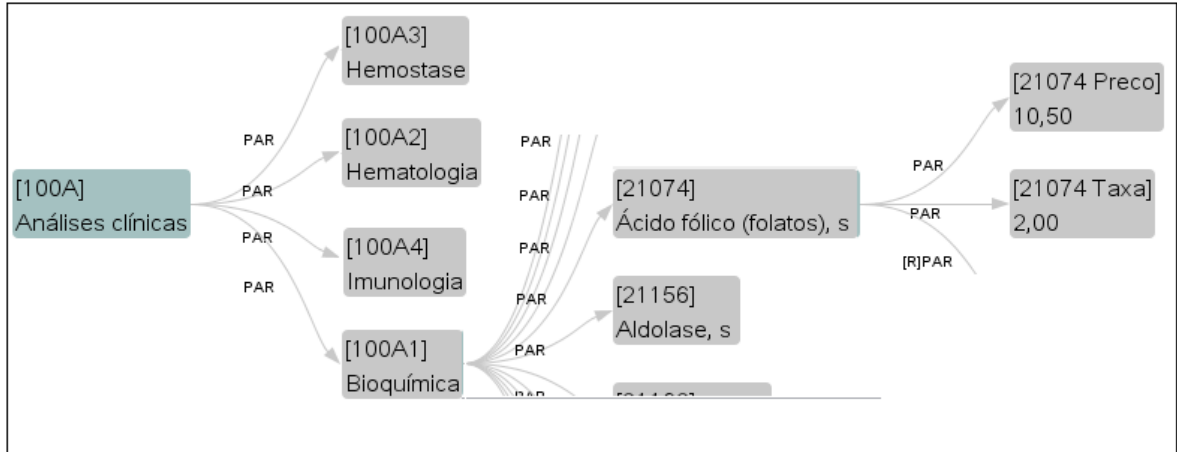 [100A]
Análises clínicas
PAR
PAR
PAR
PAR
[100A3]
Hemostase
[100A2]
Hematologia
[100A4]
Imunologia
[100A1]
Bioquímica
PAR
PAR
PAR
PAR
PAR
PAR
[21074]
Ácido fólico (folatos), s
[21156]
Aldolase, s
PAR
PAR
[R]PAR
[21074 Preco]
10,50
[21074 Taxa]
2,00